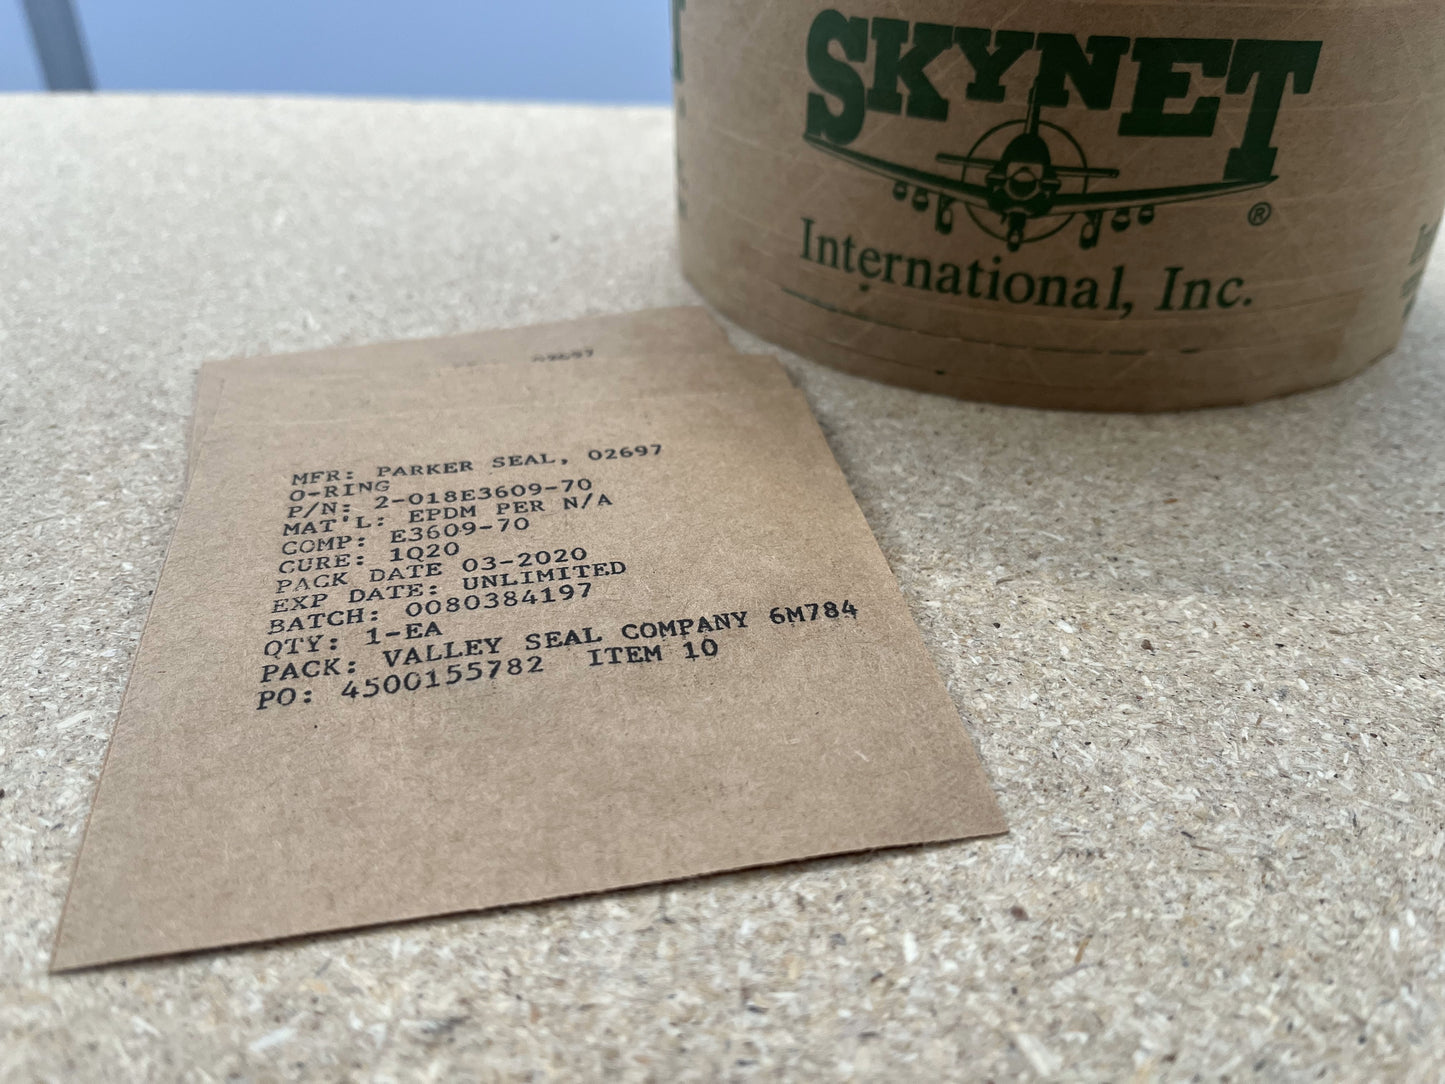 SKYNET
®
International, Inc.
02697
MFR: PARKER SEAL, 02697
O-RING
P/N: 2-018E3609-70
MAT'L: EPDM PER N/A
COMP: E3609-70
CURE: 1Q20
PACK DATE 03-2020
EXP DATE: UNLIMITED
BATCH: 0080384197
QTY: 1-EA
PACK: VALLEY SEAL COMPANY 6M784
PO: 4500155782 ITEM 10